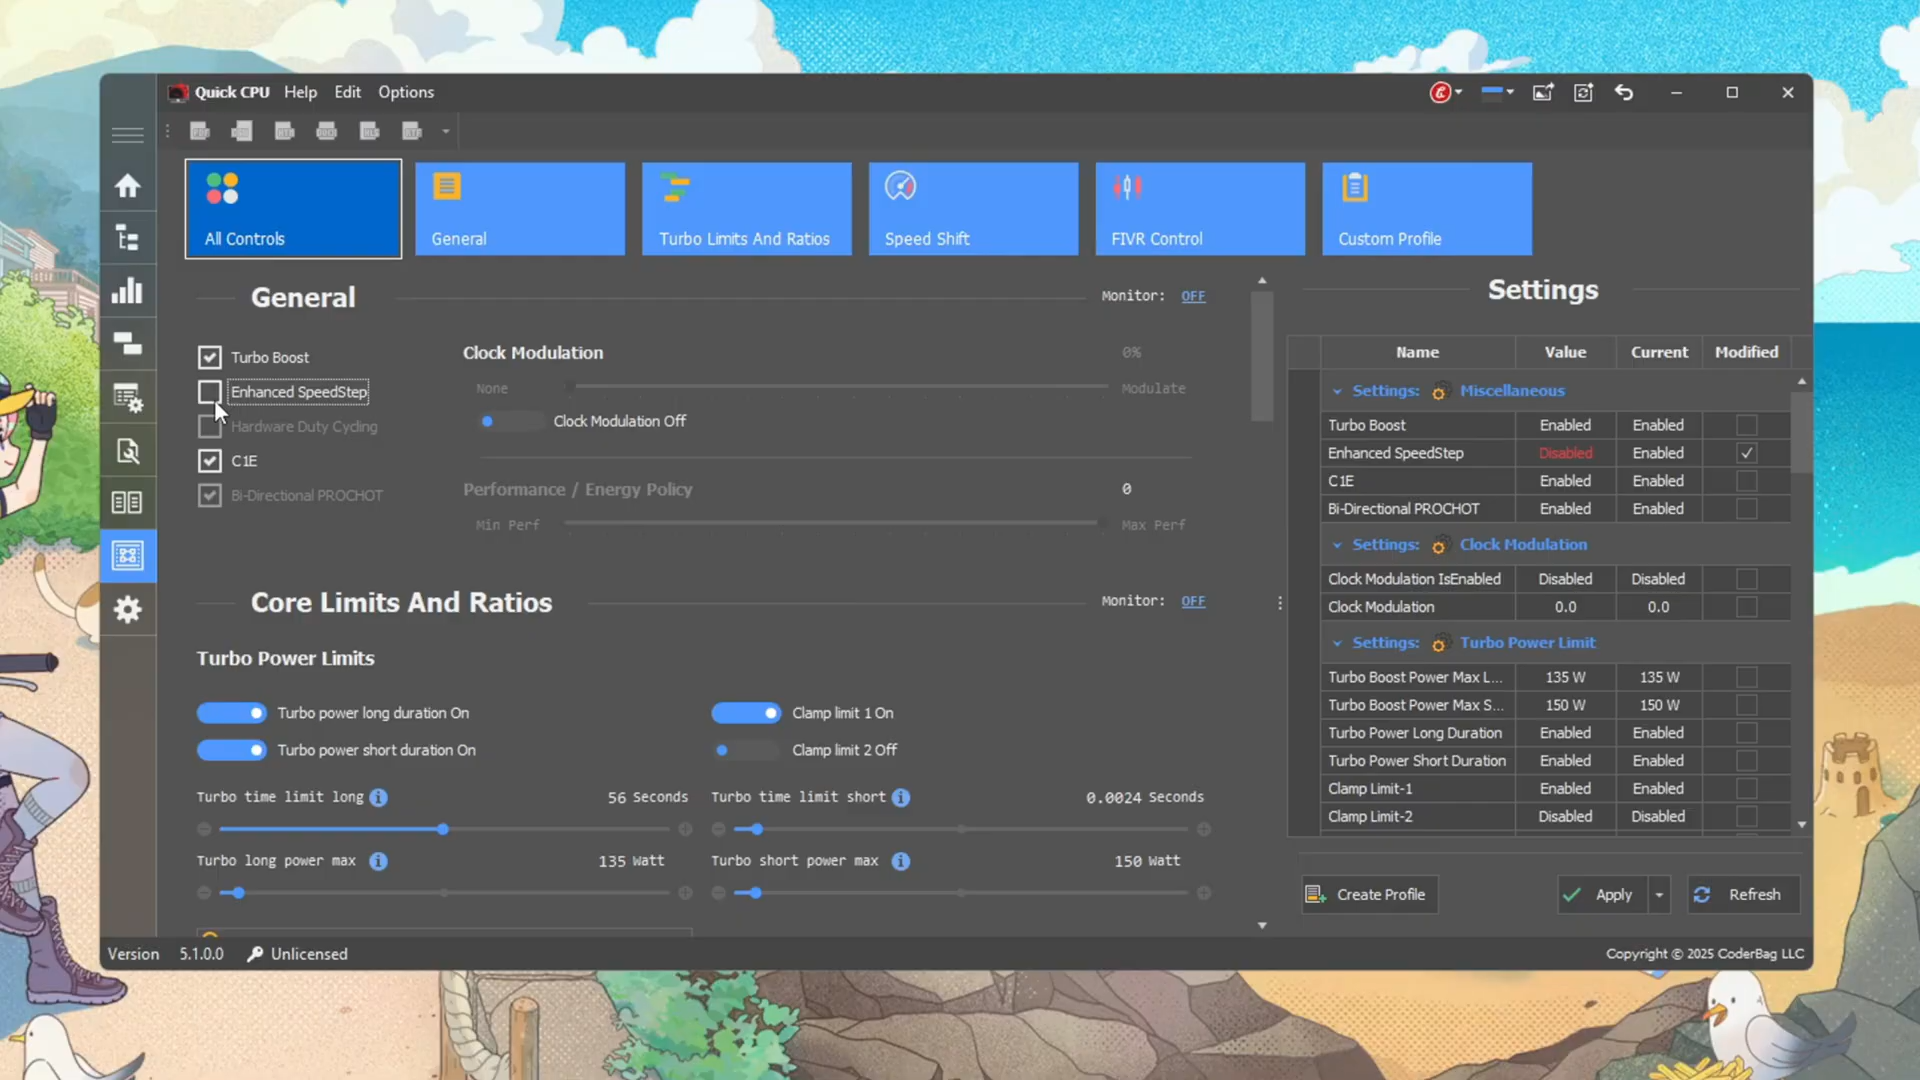 Quick CPU Help Edit Options
All Controls General Turbo Limits And Ratios Speed Shift FIVR Control Custom Profile
General
Monitor: OFF
Turbo Boost
Enhanced SpeedStep
Hardware Duty Cycling
C1E
Bi-Directional PROCHOT
Clock Modulation 0%
None Modulate
Clock Modulation Off
Performance / Energy Policy 0
Min Perf Max Perf
Core Limits And Ratios
Monitor: OFF
Turbo Power Limits
Turbo power long duration On Clamp limit 1 On
Turbo power short duration On Clamp limit 2 Off
Turbo time limit long 56 Seconds Turbo time limit short 0.0024 Seconds
Turbo long power max 135 Watt Turbo short power max 150 Watt
Settings
Name Value Current Modified
Settings: Miscellaneous
Turbo Boost Enabled Enabled
Enhanced SpeedStep Disabled Enabled
C1E Enabled Enabled
Bi-Directional PROCHOT Enabled Enabled
Settings: Clock Modulation
Clock Modulation IsEnabled Disabled Disabled
Clock Modulation 0.0 0.0
Settings: Turbo Power Limit
Turbo Boost Power Max L... 135 W 135 W
Turbo Boost Power Max S... 150 W 150 W
Turbo Power Long Duration Enabled Enabled
Turbo Power Short Duration Enabled Enabled
Clamp Limit-1 Enabled Enabled
Clamp Limit-2 Disabled Disabled
Create Profile Apply Refresh
Version 5.1.0.0 Unlicensed Copyright © 2025 CoderBag LLC